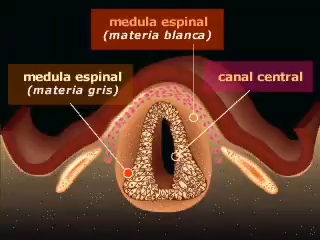 medula espinal
(materia blanca)
medula espinal
(materia gris)
canal central